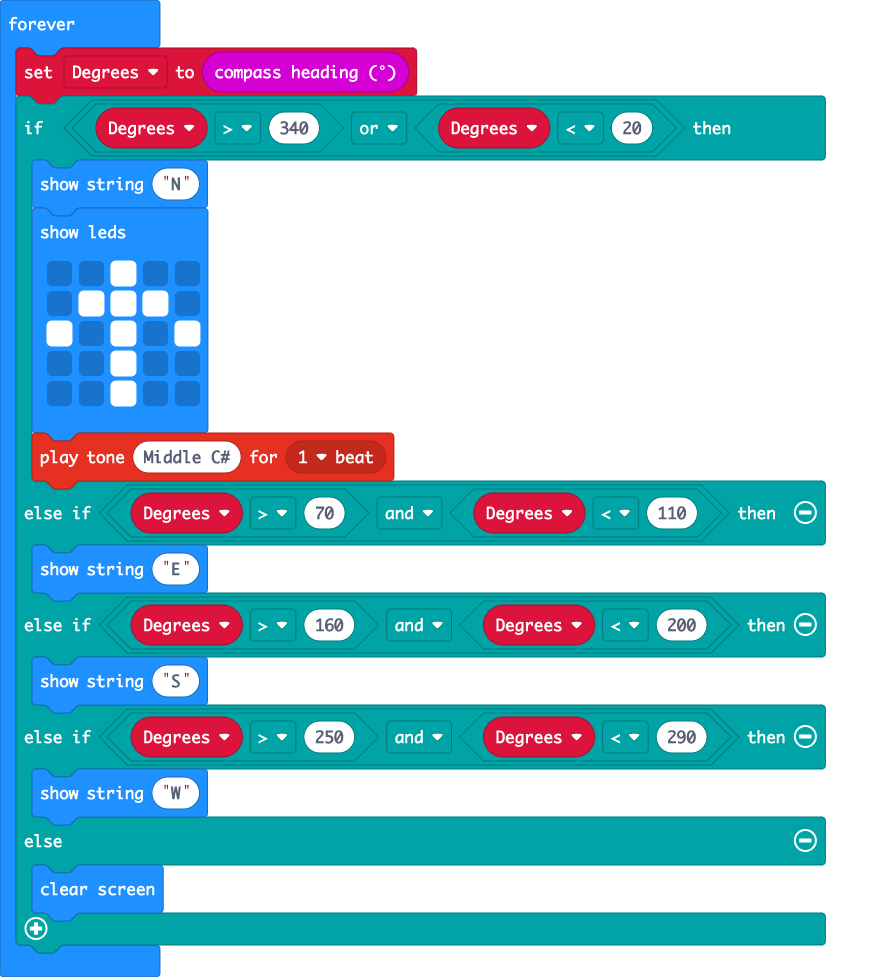 forever
set Degrees to compass heading (°)
if Degrees > 340 or Degrees < 20 then
show string "N"
show leds
play tone Middle C# for 1 beat
else if Degrees > 70 and Degrees < 110 then
show string "E"
else if Degrees > 160 and Degrees < 200 then
show string "S"
else if Degrees > 250 and Degrees < 290 then
show string "W"
else
clear screen